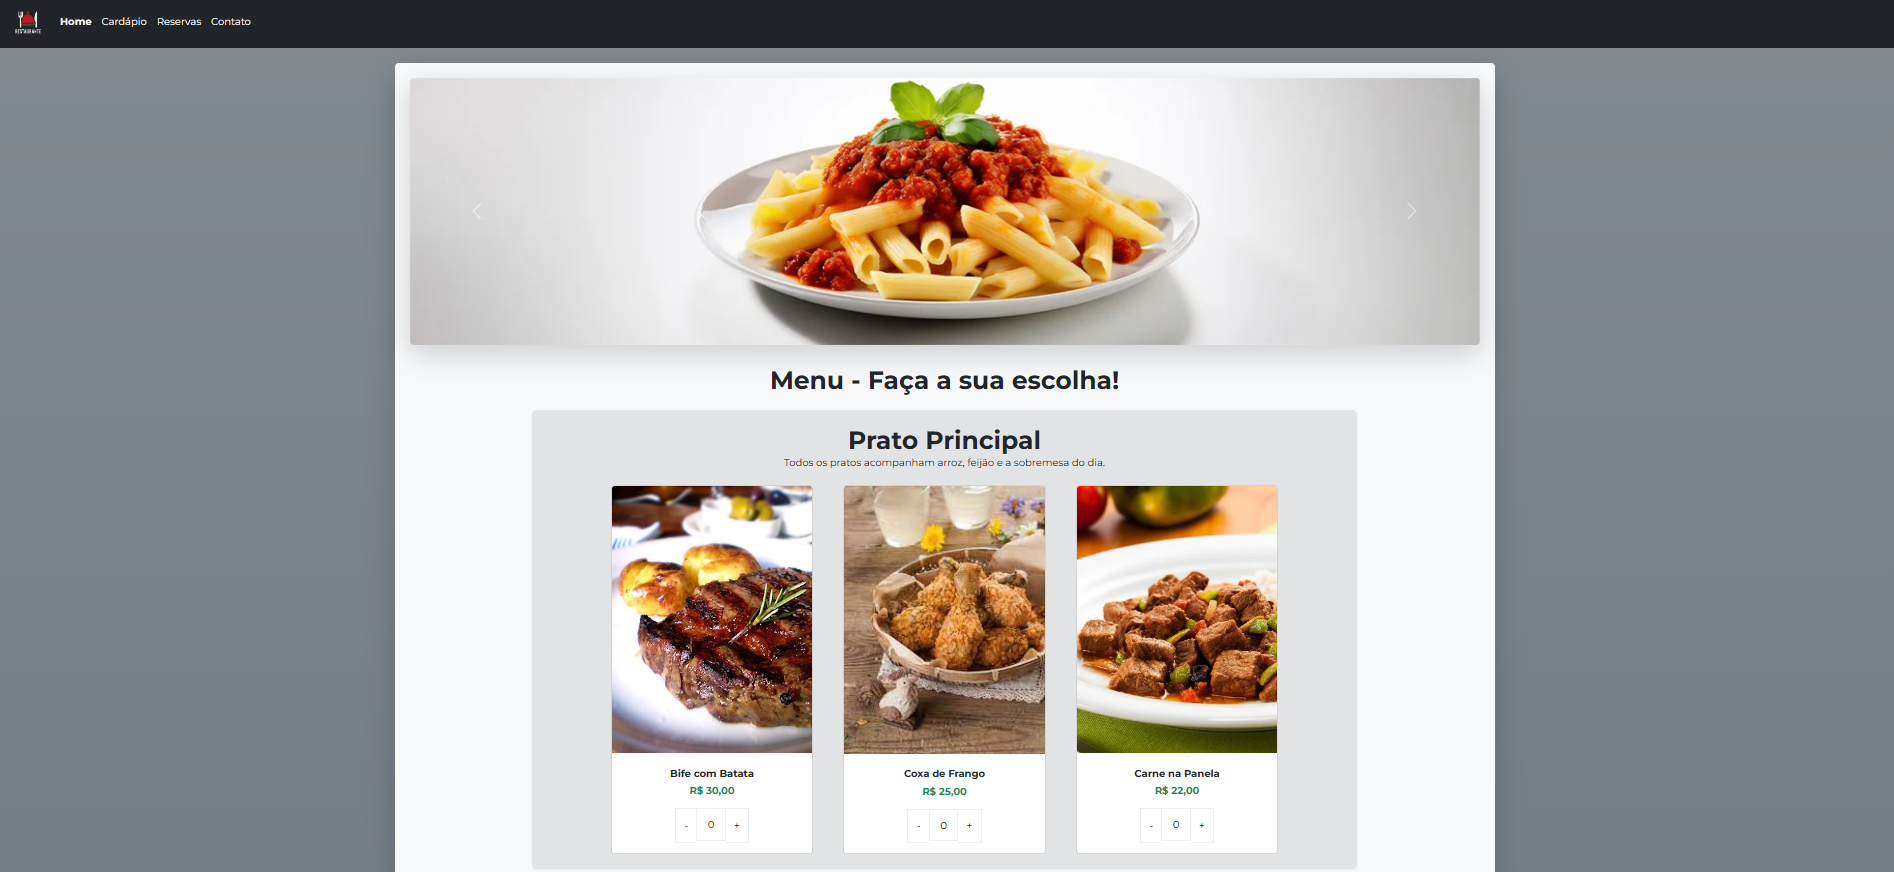 RESTAURANTE
Home Cardápio Reservas Contato
Menu - Faça a sua escolha!
Prato Principal
Todos os pratos acompanham arroz, feijão e a sobremesa do dia.
Bife com Batata
R$ 30,00
- 0 +
Coxa de Frango
R$ 25,00
- 0 +
Carne na Panela
R$ 22,00
- 0 +